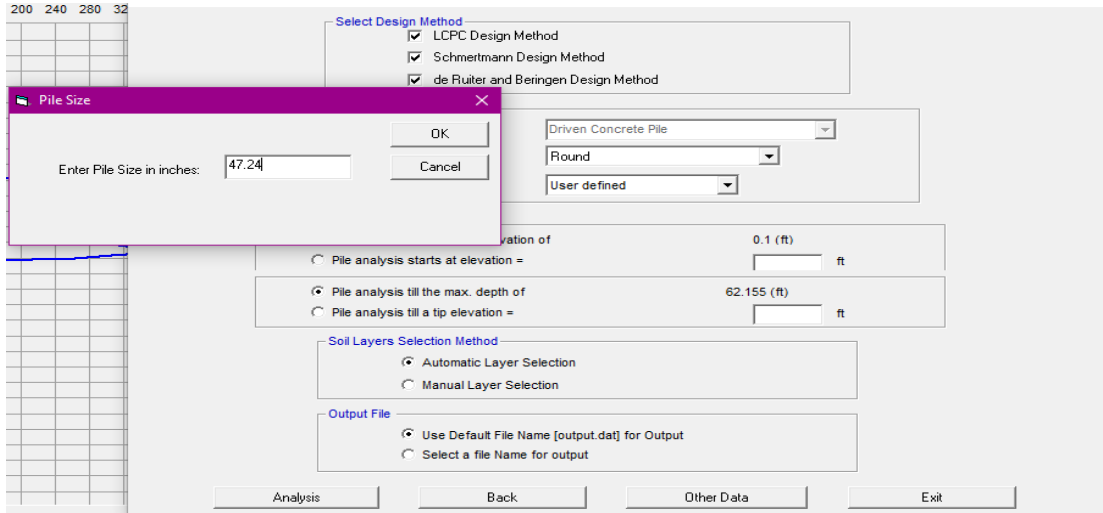 200 240 280 32
Select Design Method
LCPC Design Method
Schmertmann Design Method
de Ruiter and Beringen Design Method
Pile Size
OK
Enter Pile Size in inches: 47.24
Cancel
Driven Concrete Pile
Round
User defined
vation of 0.1 (ft)
Pile analysis starts at elevation = ft
Pile analysis till the max. depth of 62.155 (ft)
Pile analysis till a tip elevation = ft
Soil Layers Selection Method
Automatic Layer Selection
Manual Layer Selection
Output File
Use Default File Name [output.dat] for Output
Select a file Name for output
Analysis Back Other Data Exit